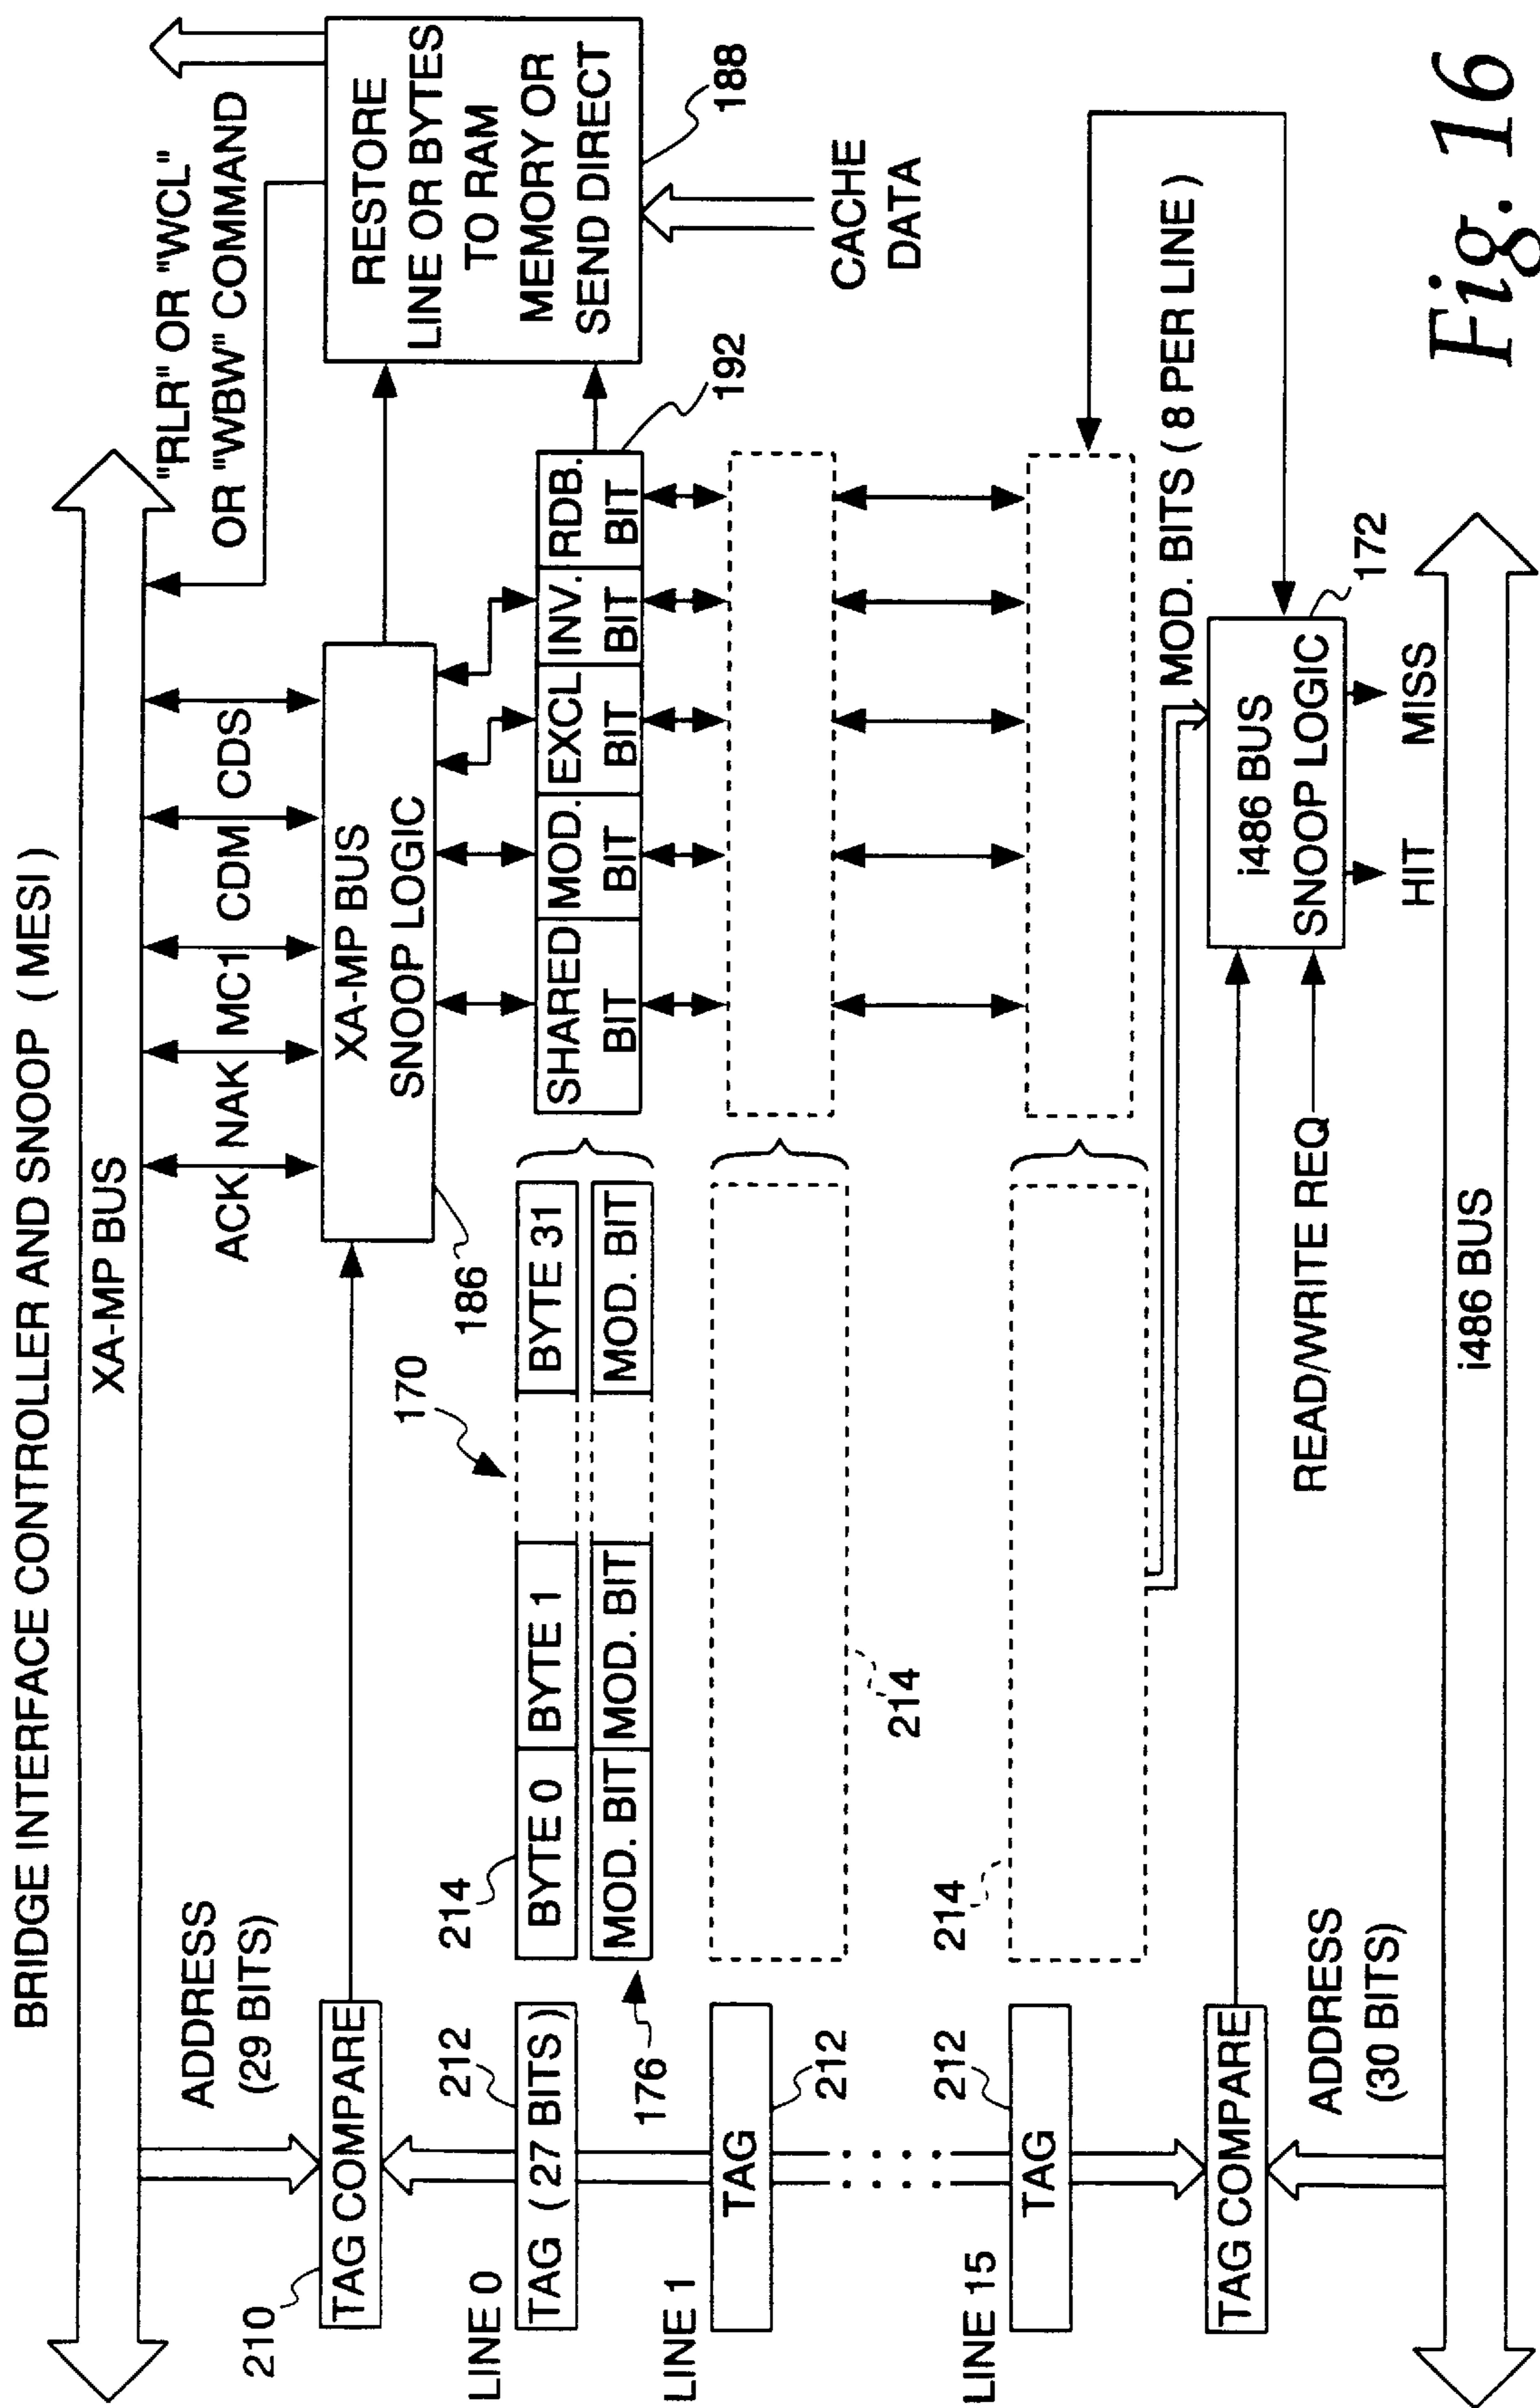 BRIDGE INTERFACE CONTROLLER AND SNOOP ( MESI )
XA-MP BUS
ADDRESS
(29 BITS)
ACK NAK MC1 CDM CDS
"RLR" OR "WCL"
OR "WBW" COMMAND
210
TAG COMPARE
186
XA-MP BUS
SNOOP LOGIC
RESTORE
LINE OR BYTES
TO RAM
MEMORY OR
SEND DIRECT
188
CACHE
DATA
LINE 0
212
TAG ( 27 BITS )
214
170
BYTE 0
BYTE 1
BYTE 31
MOD. BIT
MOD. BIT
MOD. BIT
176
SHARED
BIT
MOD.
BIT
EXCL
BIT
INV.
BIT
RDB.
BIT
192
LINE 1
TAG
212
214
LINE 15
212
TAG
214
MOD. BITS ( 8 PER LINE )
TAG COMPARE
READ/WRITE REQ
i486 BUS
SNOOP LOGIC
172
HIT
MISS
ADDRESS
(30 BITS)
i486 BUS
Fig. 16